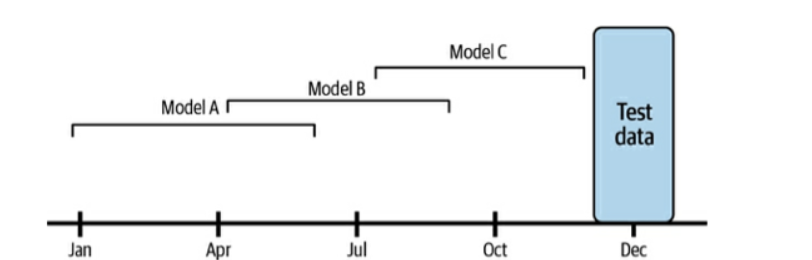 Model C
Model B
Model A
Test
data
Jan Apr Jul Oct Dec